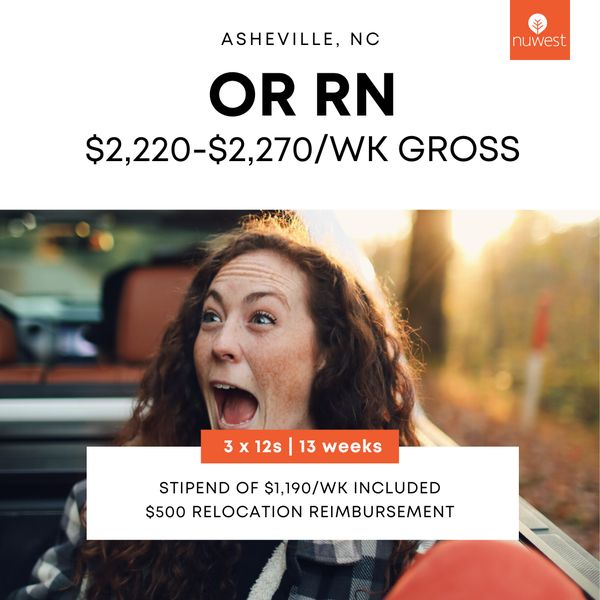 ASHEVILLE, NC
nuwest
OR RN
$2,220-$2,270/WK GROSS
3 x 12s | 13 weeks
STIPEND OF $1,190/WK INCLUDED
$500 RELOCATION REIMBURSEMENT